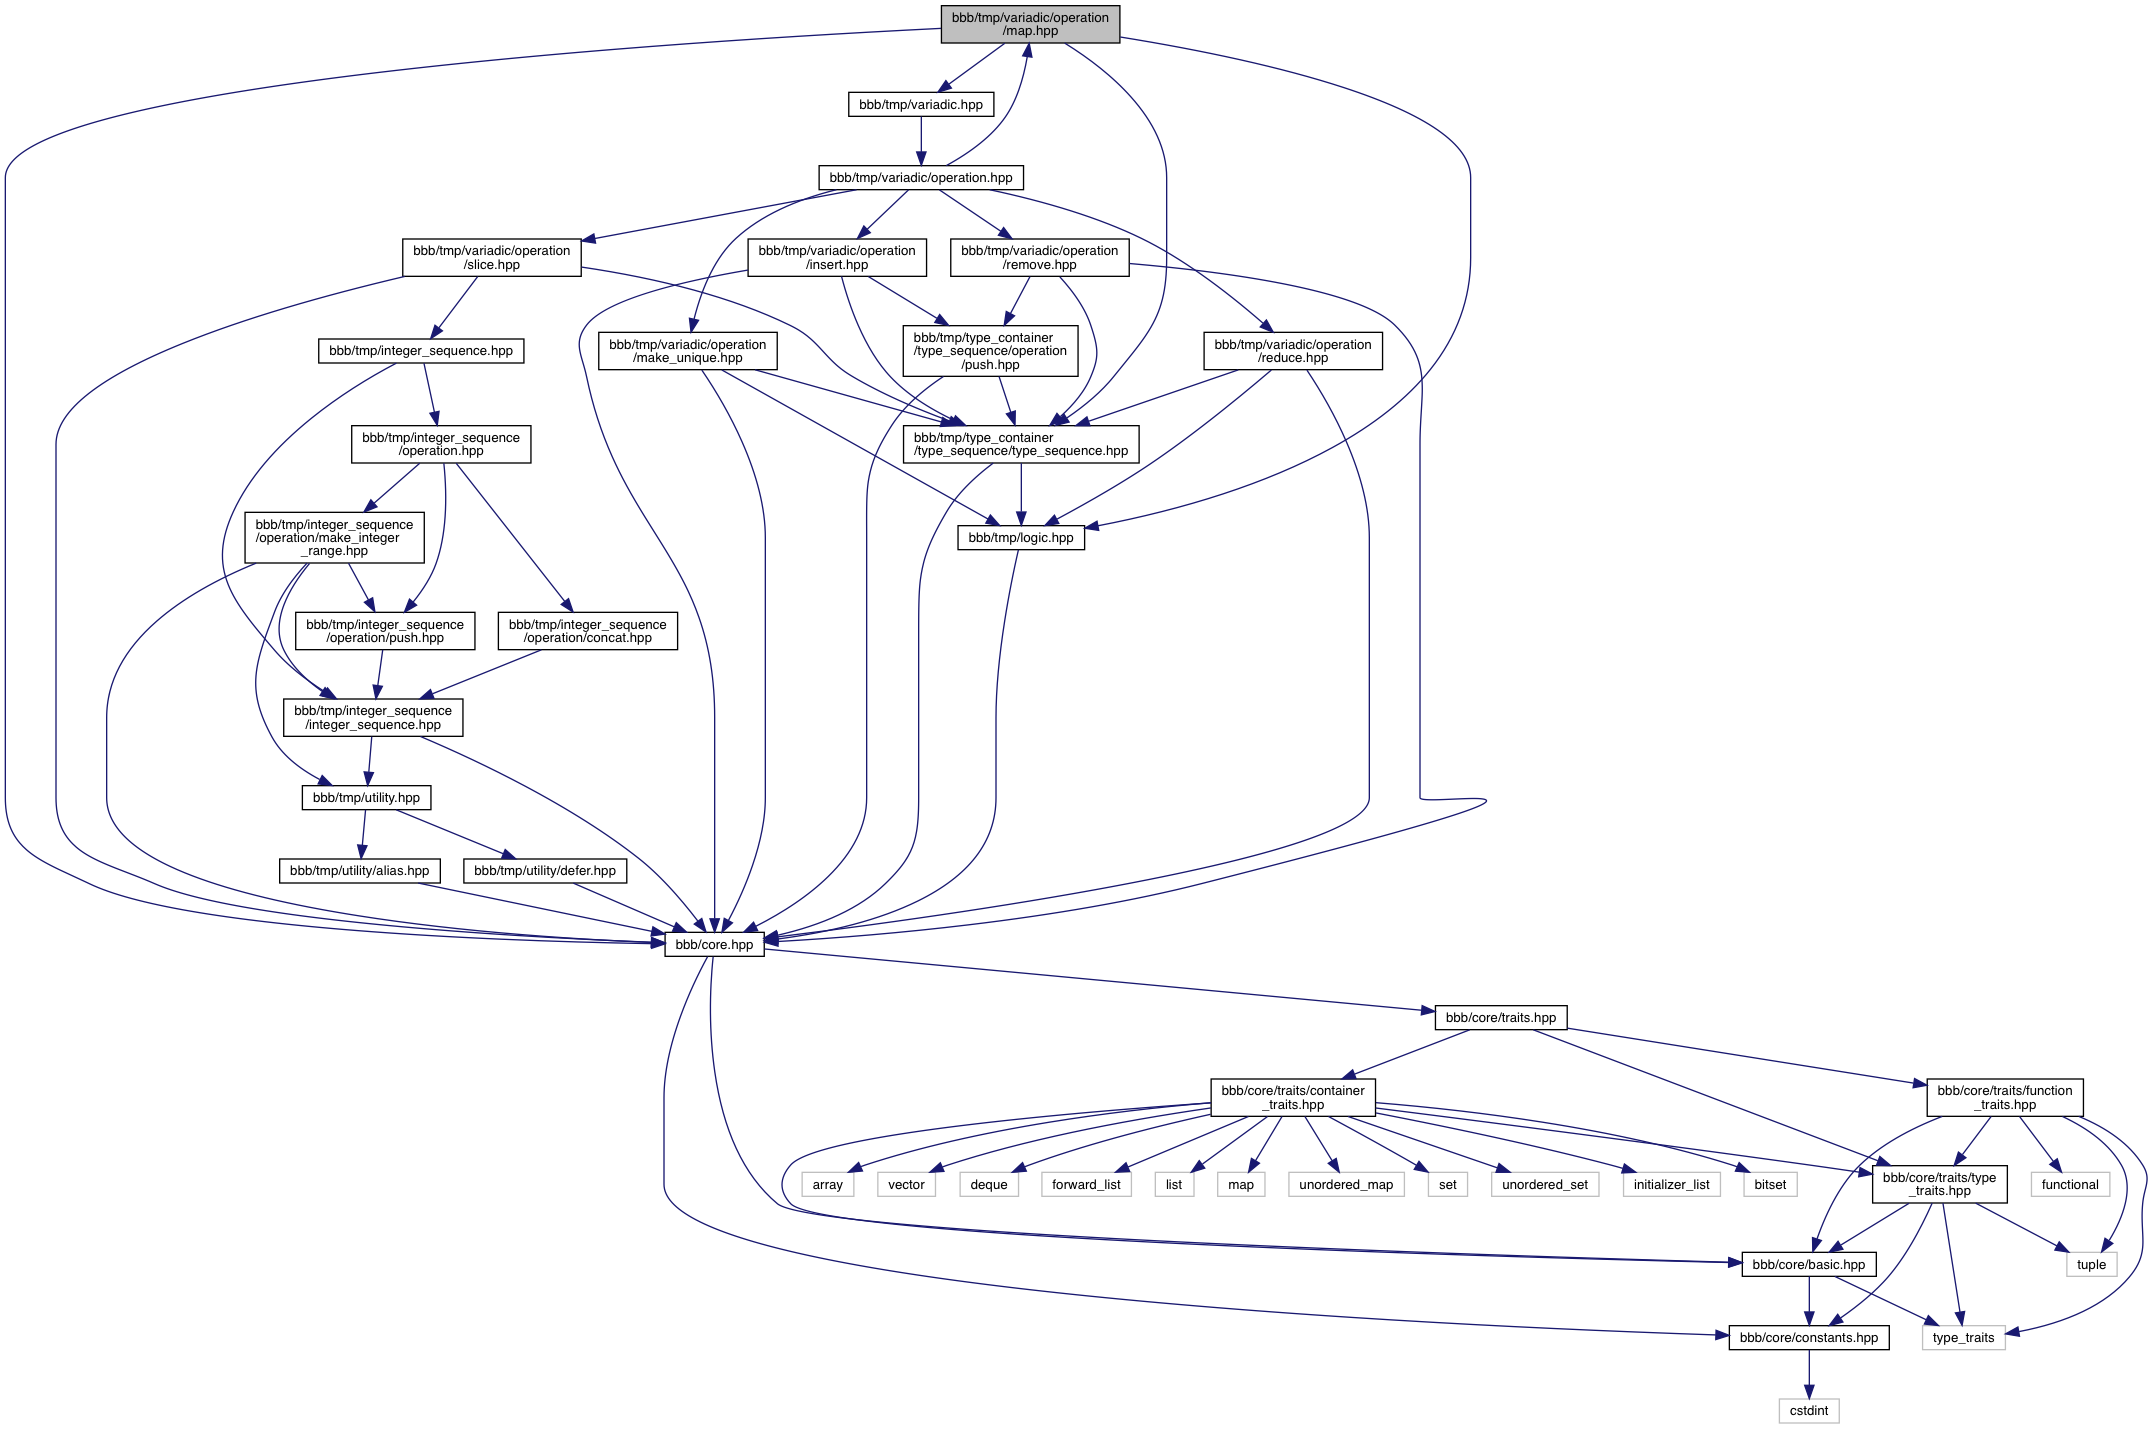 bbb/tmp/variadic/operation
/map.hpp
bbb/tmp/variadic.hpp
bbb/tmp/variadic/operation.hpp
bbb/tmp/variadic/operation
/slice.hpp
bbb/tmp/variadic/operation
/insert.hpp
bbb/tmp/variadic/operation
/remove.hpp
bbb/tmp/integer_sequence.hpp
bbb/tmp/variadic/operation
/make_unique.hpp
bbb/tmp/type_container
/type_sequence/operation
/push.hpp
bbb/tmp/variadic/operation
/reduce.hpp
bbb/tmp/integer_sequence
/operation.hpp
bbb/tmp/type_container
/type_sequence/type_sequence.hpp
bbb/tmp/integer_sequence
/operation/make_integer
_range.hpp
bbb/tmp/logic.hpp
bbb/tmp/integer_sequence
/operation/push.hpp
bbb/tmp/integer_sequence
/operation/concat.hpp
bbb/tmp/integer_sequence
/integer_sequence.hpp
bbb/tmp/utility.hpp
bbb/tmp/utility/alias.hpp
bbb/tmp/utility/defer.hpp
bbb/core.hpp
bbb/core/traits.hpp
bbb/core/traits/container
_traits.hpp
bbb/core/traits/function
_traits.hpp
array
vector
deque
forward_list
list
map
unordered_map
set
unordered_set
initializer_list
bitset
bbb/core/traits/type
_traits.hpp
functional
bbb/core/basic.hpp
tuple
bbb/core/constants.hpp
type_traits
cstdint